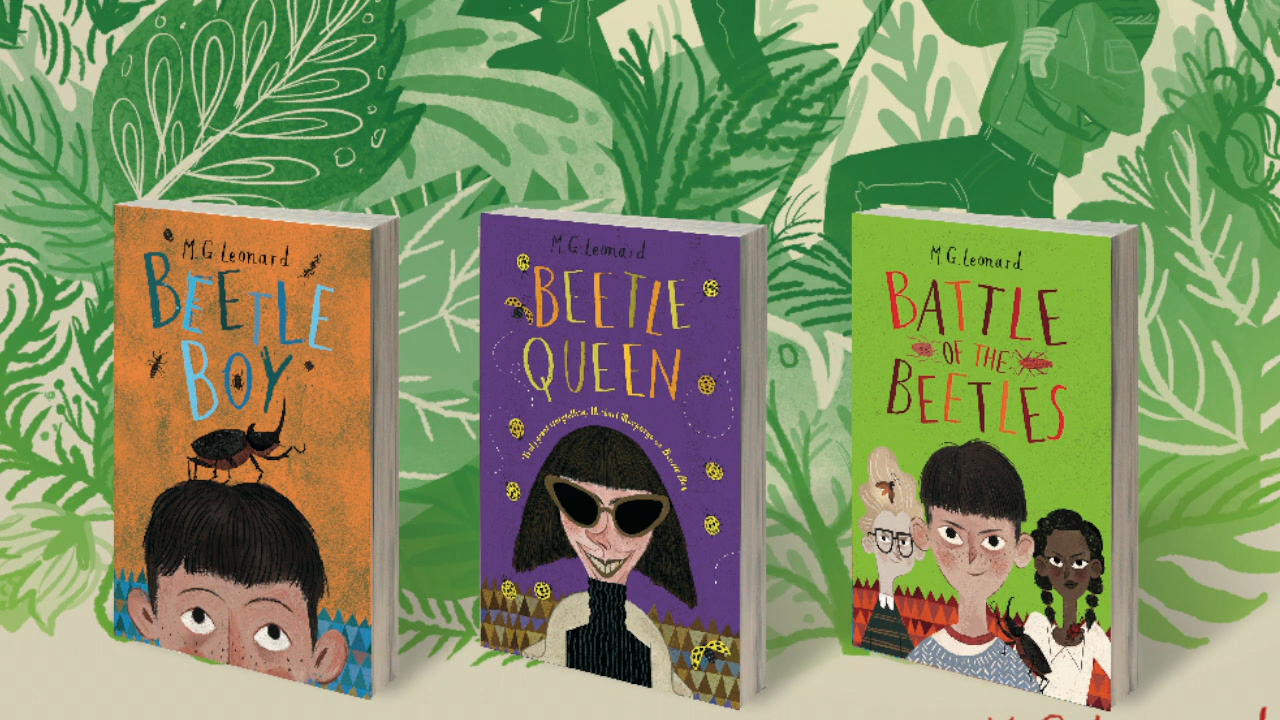 M.G. Leonard
BEETLE
BOY
M.G. Leonard
BEETLE
QUEEN
M.G. Leonard
BATTLE
OF THE
BEETLES